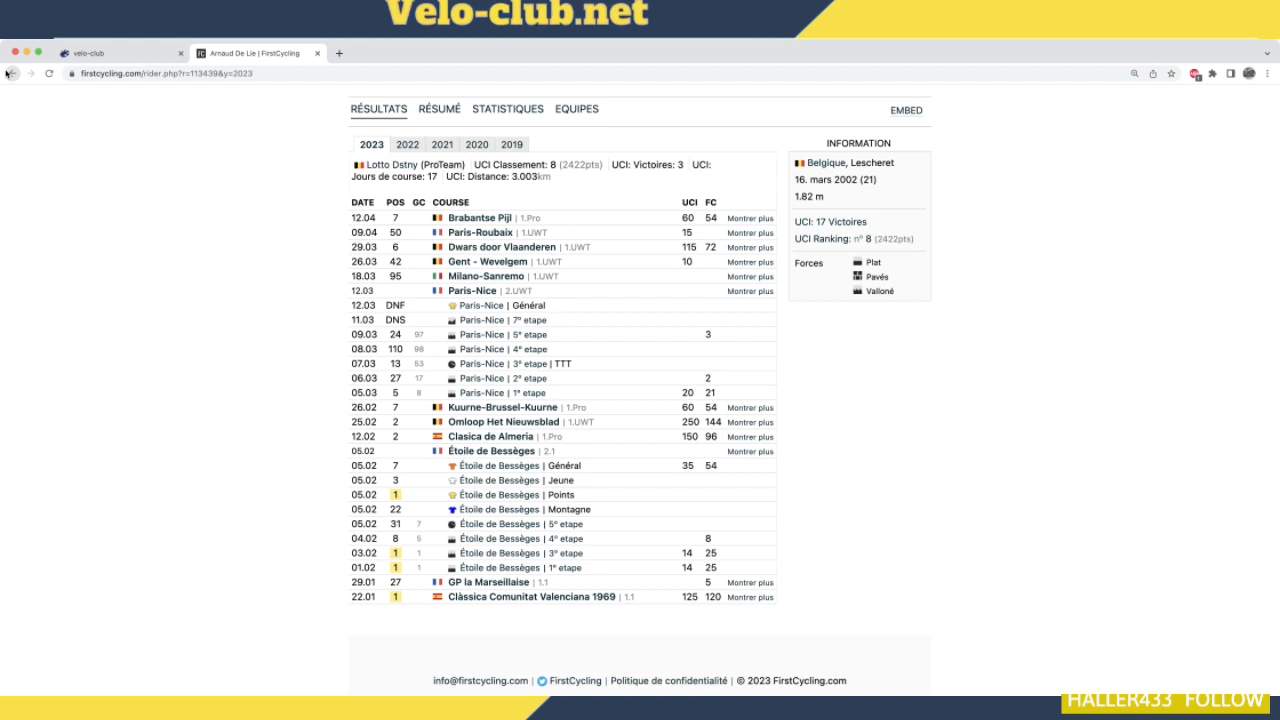 Velo-club.net
velo-club
Arnaud De Lie | FirstCycling
firstcycling.com/rider.php?r=113439&y=2023
RÉSULTATS RÉSUMÉ STATISTIQUES EQUIPES EMBED
2023 2022 2021 2020 2019
Lotto Dstny (ProTeam) UCI Classement: 8 (2422pts) UCI: Victoires: 3 UCI:
Jours de course: 17 UCI: Distance: 3.003km
DATE POS GC COURSE UCI FC
12.04 7 Brabantse Pijl | 1.Pro 60 54 Montrer plus
09.04 50 Paris-Roubaix | 1.UWT 15 Montrer plus
29.03 6 Dwars door Vlaanderen | 1.UWT 115 72 Montrer plus
26.03 42 Gent - Wevelgem | 1.UWT 10 Montrer plus
18.03 95 Milano-Sanremo | 1.UWT Montrer plus
12.03 Paris-Nice | 2.UWT Montrer plus
12.03 DNF Paris-Nice | Général
11.03 DNS Paris-Nice | 7° etape
09.03 24 97 Paris-Nice | 5° etape 3
08.03 110 98 Paris-Nice | 4° etape
07.03 13 53 Paris-Nice | 3° etape | TTT
06.03 27 17 Paris-Nice | 2° etape 2
05.03 5 8 Paris-Nice | 1° etape 20 21
26.02 7 Kuurne-Brussel-Kuurne | 1.Pro 60 54 Montrer plus
25.02 2 Omloop Het Nieuwsblad | 1.UWT 250 144 Montrer plus
12.02 2 Clasica de Almeria | 1.Pro 150 96 Montrer plus
05.02 Étoile de Bessèges | 2.1 Montrer plus
05.02 7 Étoile de Bessèges | Général 35 54
05.02 3 Étoile de Bessèges | Jeune
05.02 1 Étoile de Bessèges | Points
05.02 22 Étoile de Bessèges | Montagne
05.02 31 7 Étoile de Bessèges | 5° etape
04.02 8 5 Étoile de Bessèges | 4° etape 8
03.02 1 1 Étoile de Bessèges | 3° etape 14 25
01.02 1 1 Étoile de Bessèges | 1° etape 14 25
29.01 27 GP la Marseillaise | 1.1 5 Montrer plus
22.01 1 Clàssica Comunitat Valenciana 1969 | 1.1 125 120 Montrer plus
INFORMATION
Belgique, Lescheret
16. mars 2002 (21)
1.82 m
UCI: 17 Victoires
UCI Ranking: n° 8 (2422pts)
Forces Plat
Pavés
Valloné
info@firstcycling.com | FirstCycling | Politique de confidentialité | © 2023 FirstCycling.com
HALLER433 FOLLOW